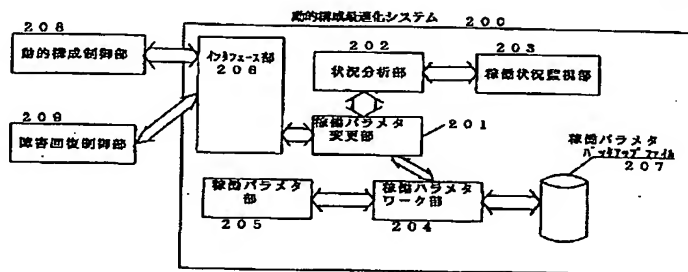 動的構成最適化システム 200
208
動的構成制御部
インタフェース部
206
202
状況分析部
203
稼働状況監視部
209
障害回復制御部
稼働パラメタ
変更部
201
稼働パラメタ
バックアップファイル
207
稼働パラメタ
部
205
稼働パラメタ
ワーク部
204